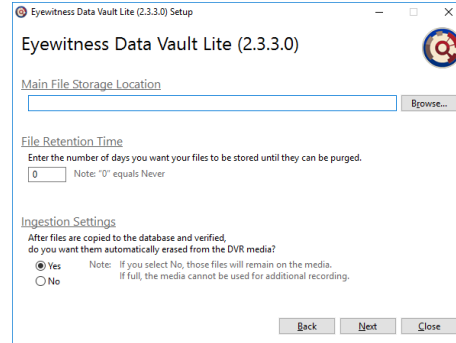 Eyewitness Data Vault Lite (2.3.3.0) Setup
Eyewitness Data Vault Lite (2.3.3.0)
Main File Storage Location
Browse...
File Retention Time
Enter the number of days you want your files to be stored until they can be purged.
0 Note: "0" equals Never
Ingestion Settings
After files are copied to the database and verified,
do you want them automatically erased from the DVR media?
Yes Note: If you select No, those files will remain on the media.
No If full, the media cannot be used for additional recording.
Back Next Close